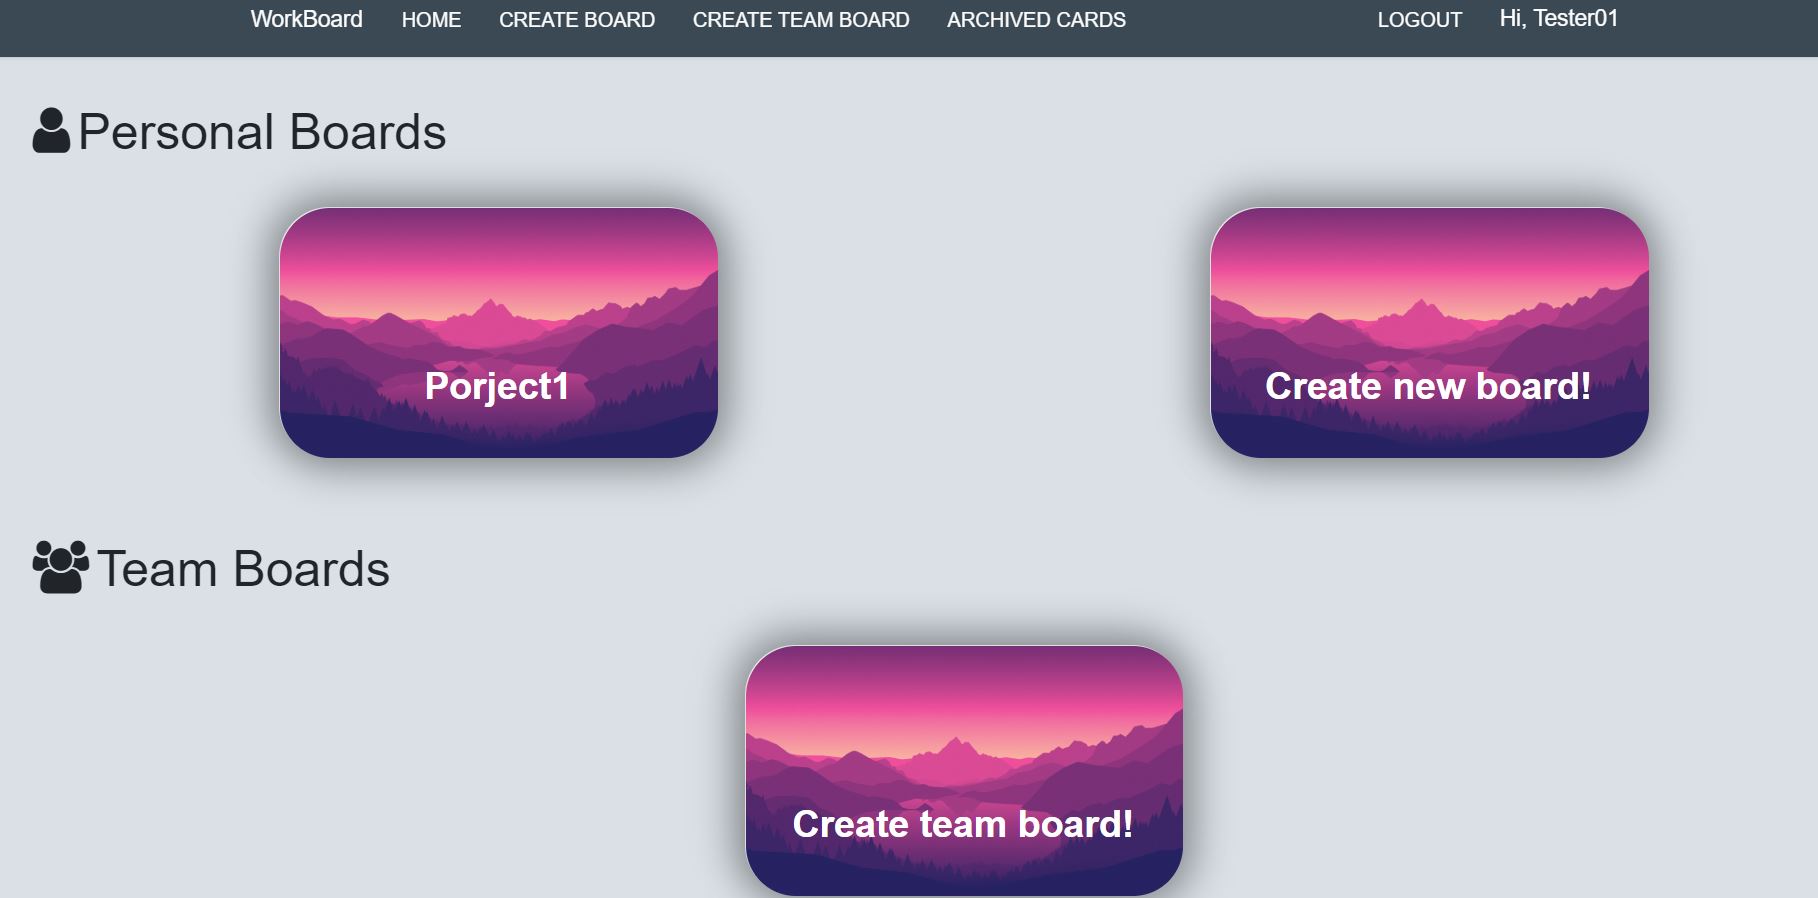 WorkBoard HOME CREATE BOARD CREATE TEAM BOARD ARCHIVED CARDS LOGOUT Hi, Tester01
Personal Boards
Porject1
Create new board!
Team Boards
Create team board!